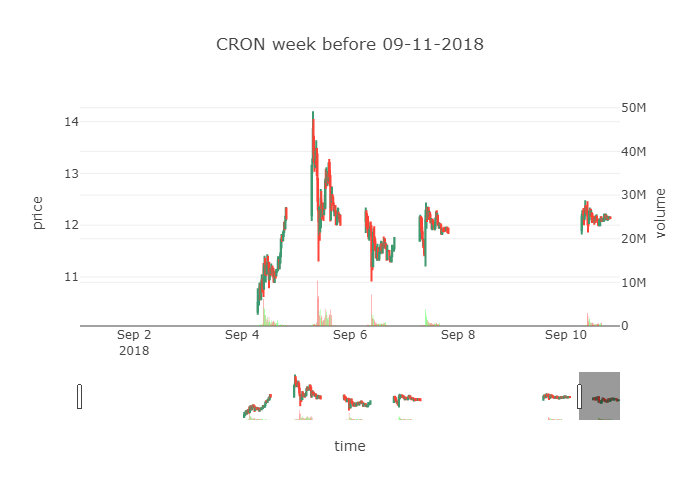 CRON week before 09-11-2018
price
14
13
12
11
50M
40M
30M
20M
10M
0
volume
Sep 2
2018
Sep 4
Sep 6
Sep 8
Sep 10
time